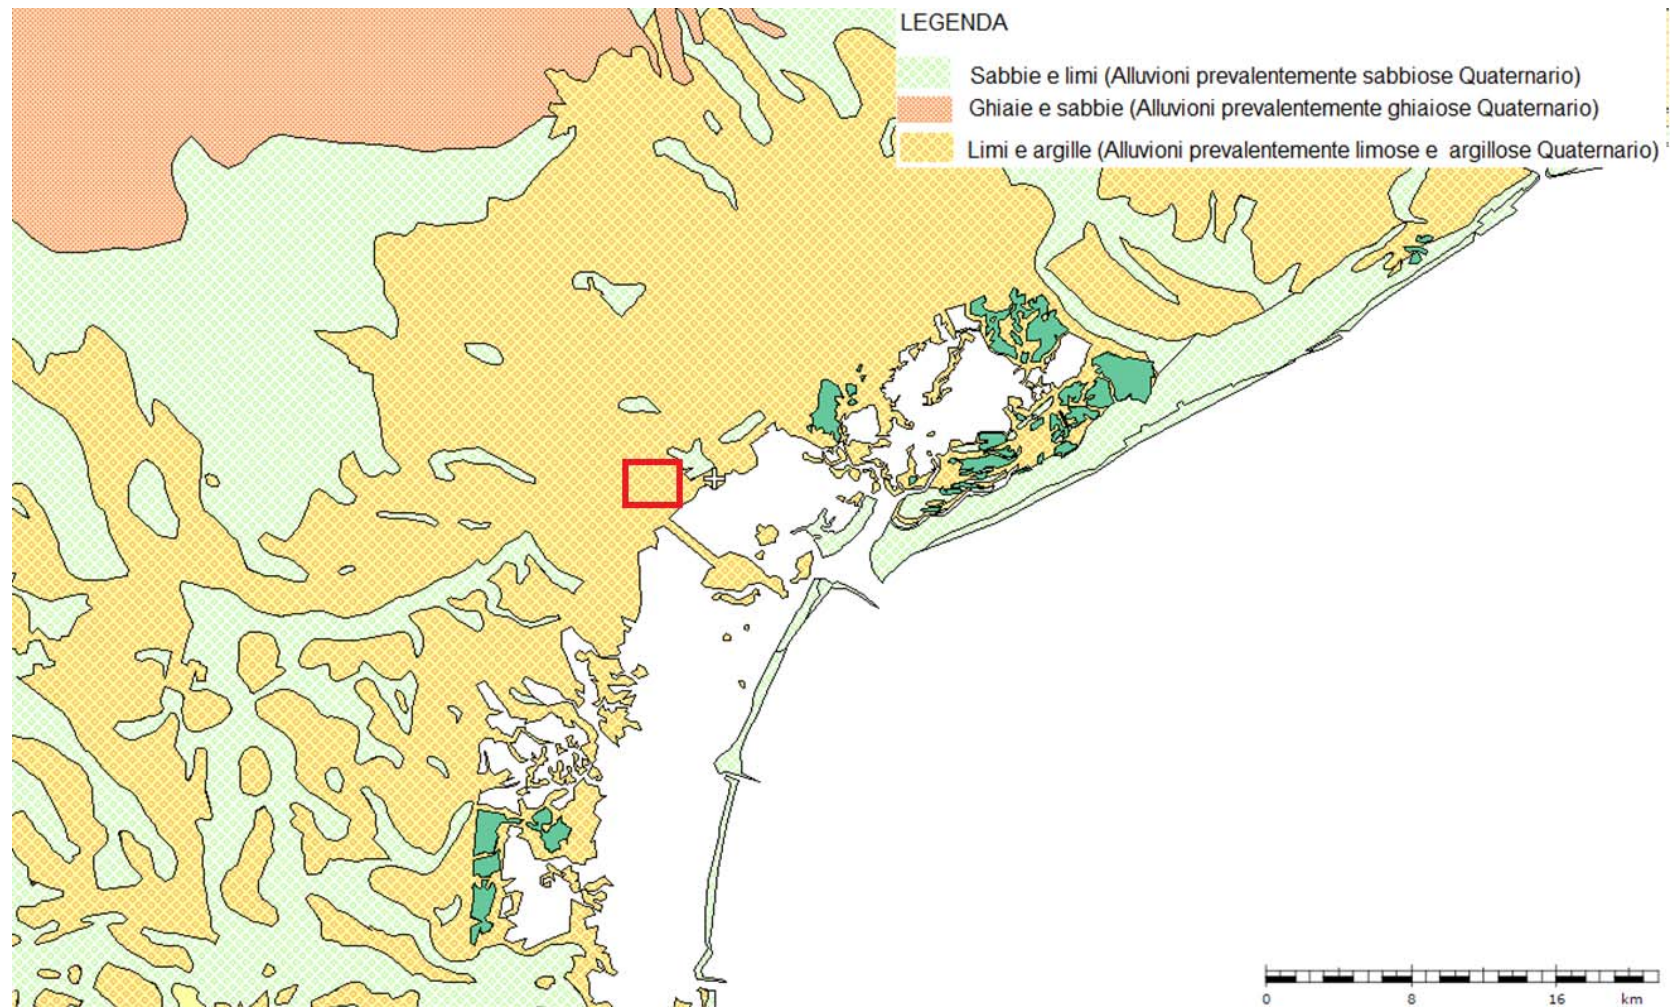 LEGENDA
Sabbie e limi (Alluvioni prevalentemente sabbiose Quaternario)
Ghiaie e sabbie (Alluvioni prevalentemente ghiaiose Quaternario)
Limi e argille (Alluvioni prevalentemente limose e argillose Quaternario)
0 8 16 km